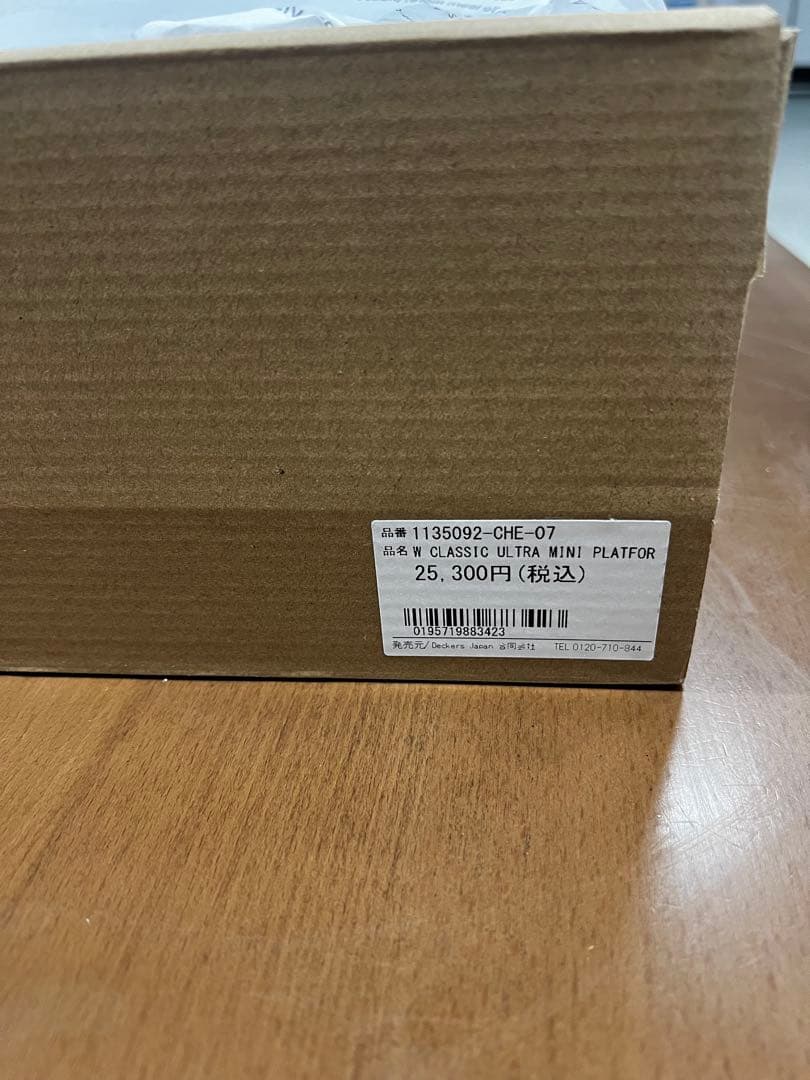 品番 1135092-CHE-07
品名 W CLASSIC ULTRA MINI PLATFOR
25,300円(税込)
0195719883423
発売元/Deckers Japan 合同会社 TEL 0120-710-844